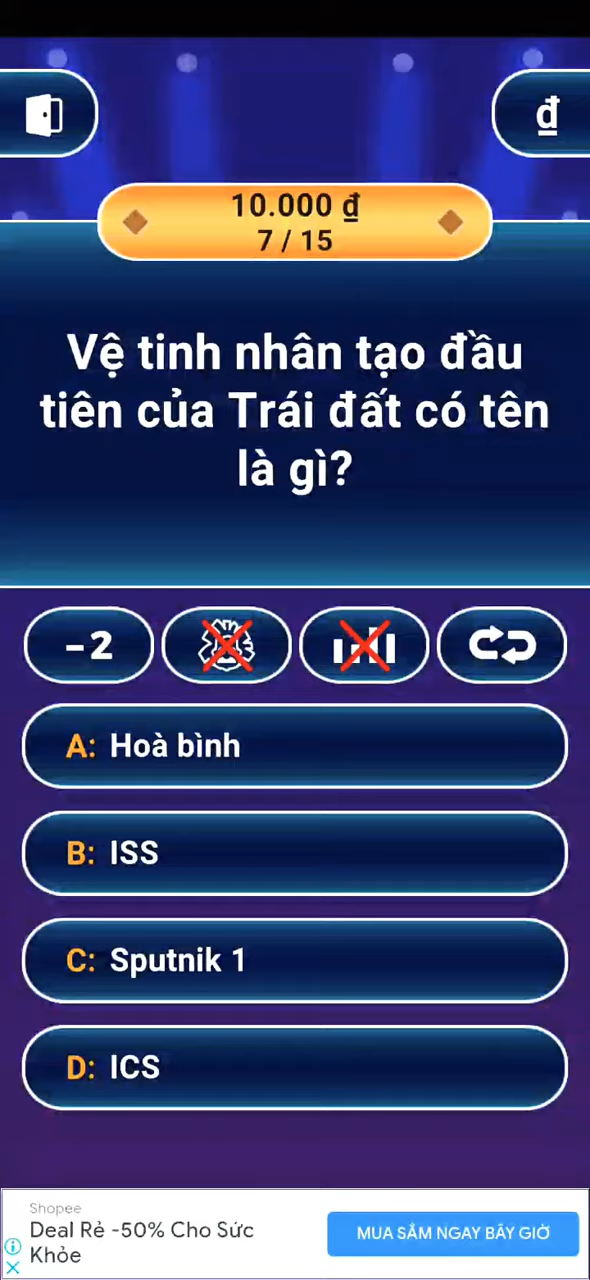 ₫
10.000 ₫
7 / 15
Vệ tinh nhân tạo đầu
tiên của Trái đất có tên
là gì?
-2
A: Hoà bình
B: ISS
C: Sputnik 1
D: ICS
Shopee
Deal Rẻ -50% Cho Sức
Khỏe
MUA SẮM NGAY BÂY GIỜ